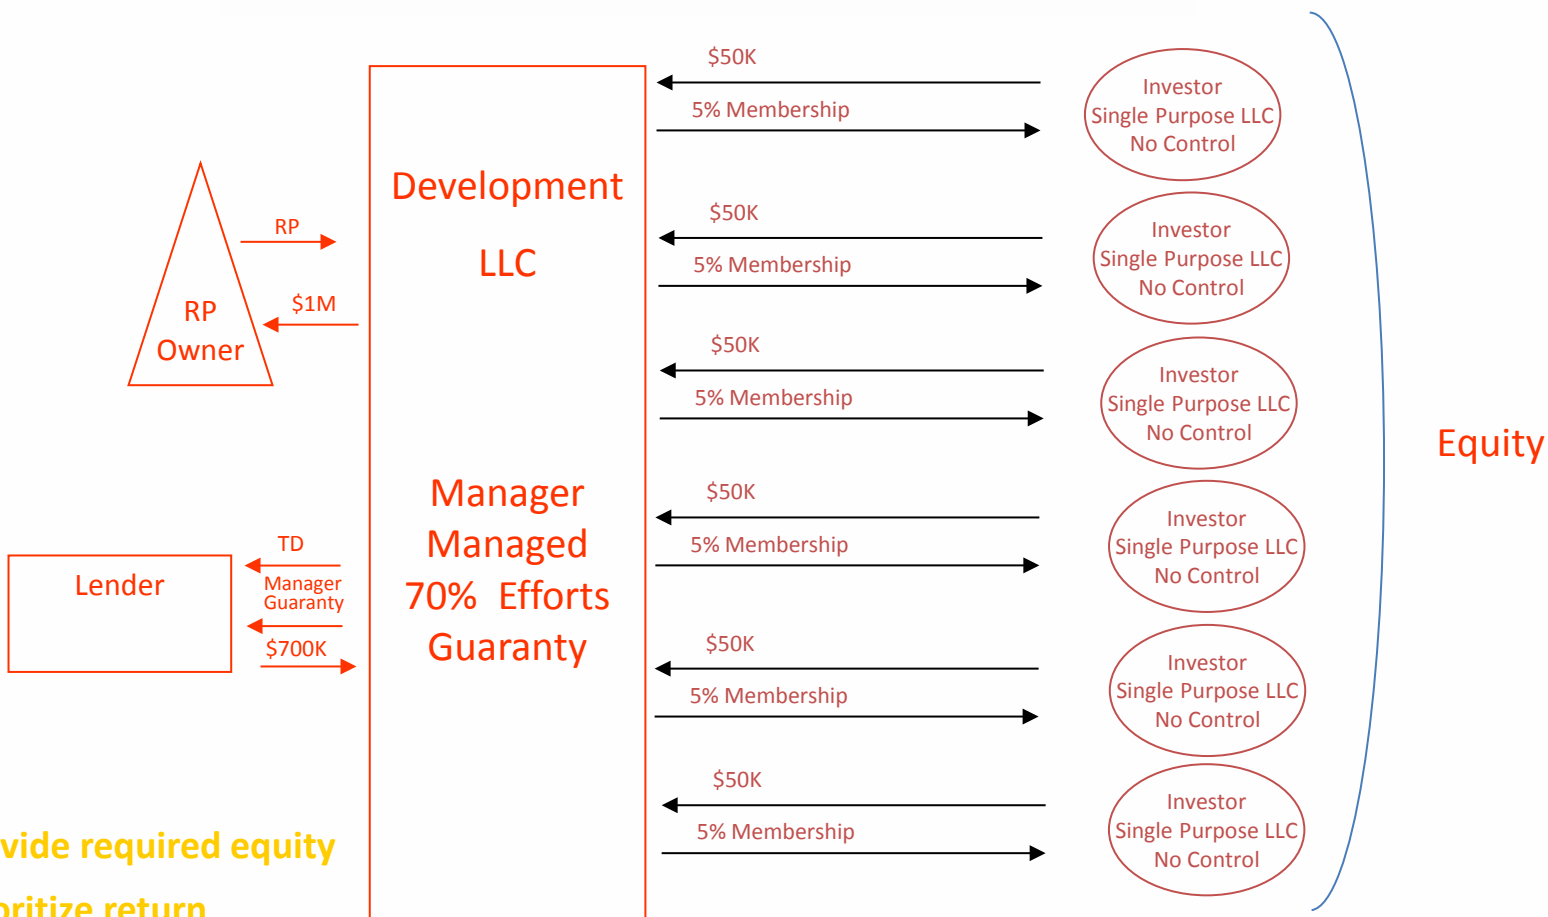 $50K
5% Membership
Investor
Single Purpose LLC
No Control
Development
LLC
RP
$1M
RP
Owner
$50K
5% Membership
Investor
Single Purpose LLC
No Control
$50K
5% Membership
Investor
Single Purpose LLC
No Control
Equity
Manager
Managed
70% Efforts
Guaranty
$50K
5% Membership
Investor
Single Purpose LLC
No Control
Lender
TD
Manager
Guaranty
$700K
$50K
5% Membership
Investor
Single Purpose LLC
No Control
$50K
5% Membership
Investor
Single Purpose LLC
No Control
vide required equity
oritize return